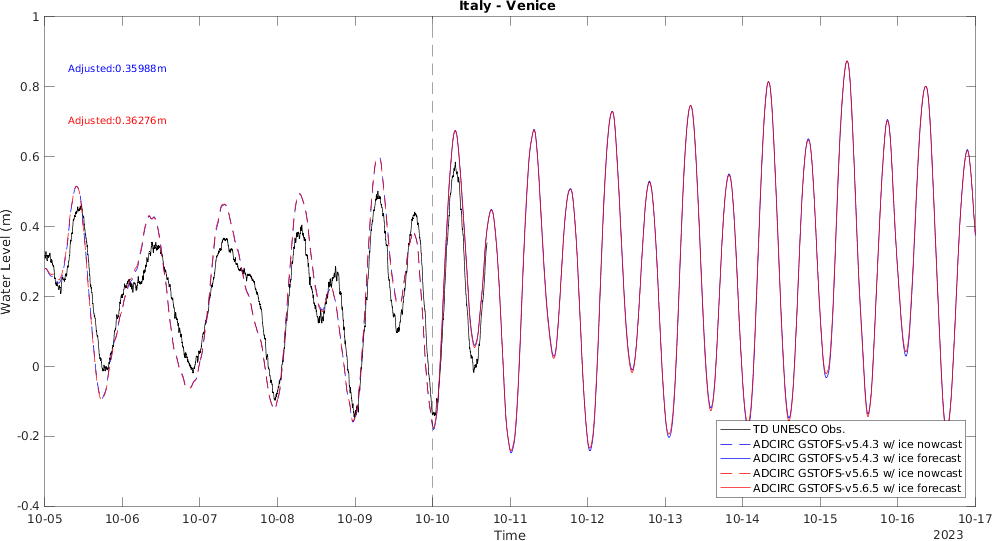 Italy - Venice
Water Level (m)
1
0.8
0.6
0.4
0.2
0
-0.2
-0.4
Adjusted:0.35988m
Adjusted:0.36276m
TD UNESCO Obs.
ADCIRC GSTOFS-v5.4.3 w/ ice nowcast
ADCIRC GSTOFS-v5.4.3 w/ ice forecast
ADCIRC GSTOFS-v5.6.5 w/ ice nowcast
ADCIRC GSTOFS-v5.6.5 w/ ice forecast
10-05 10-06 10-07 10-08 10-09 10-10 10-11 10-12 10-13 10-14 10-15 10-16 10-17
Time
2023